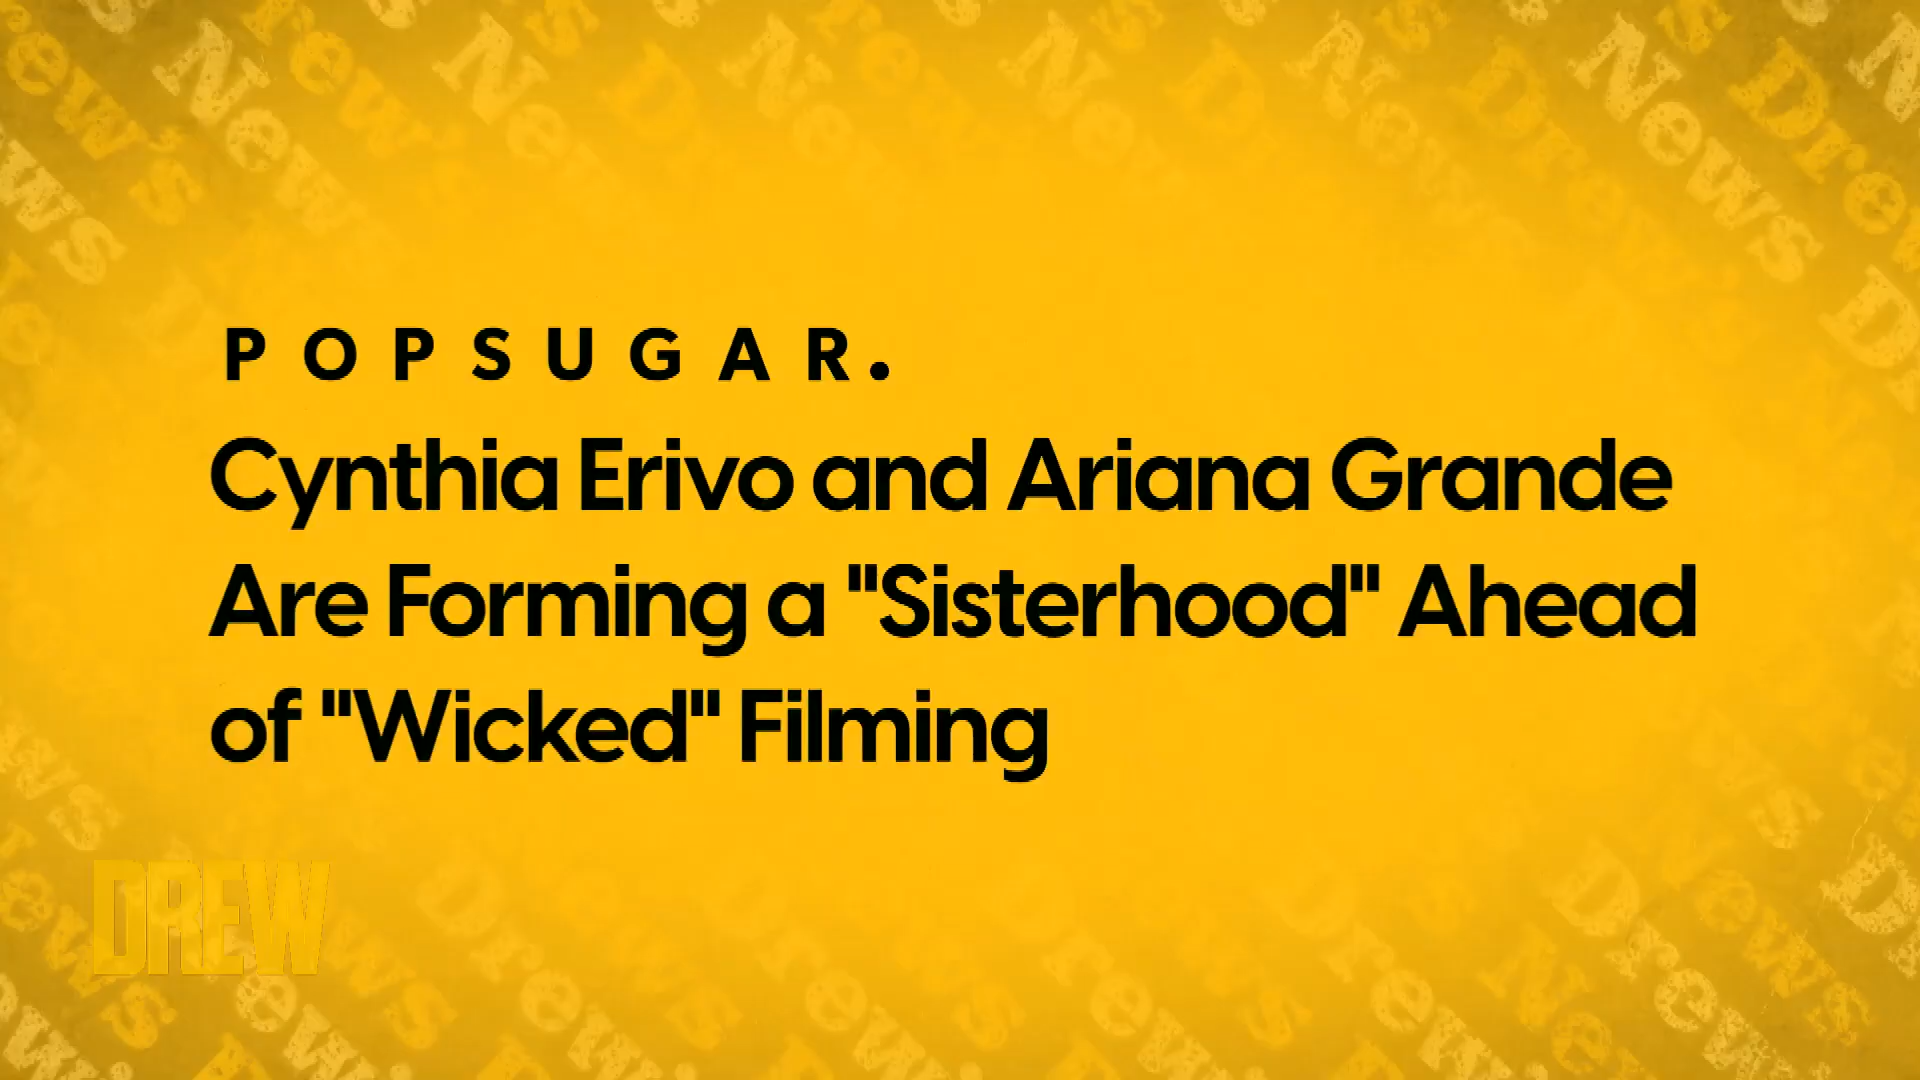 POPSUGAR.
Cynthia Erivo and Ariana Grande
Are Forming a "Sisterhood" Ahead
of "Wicked" Filming
DREW